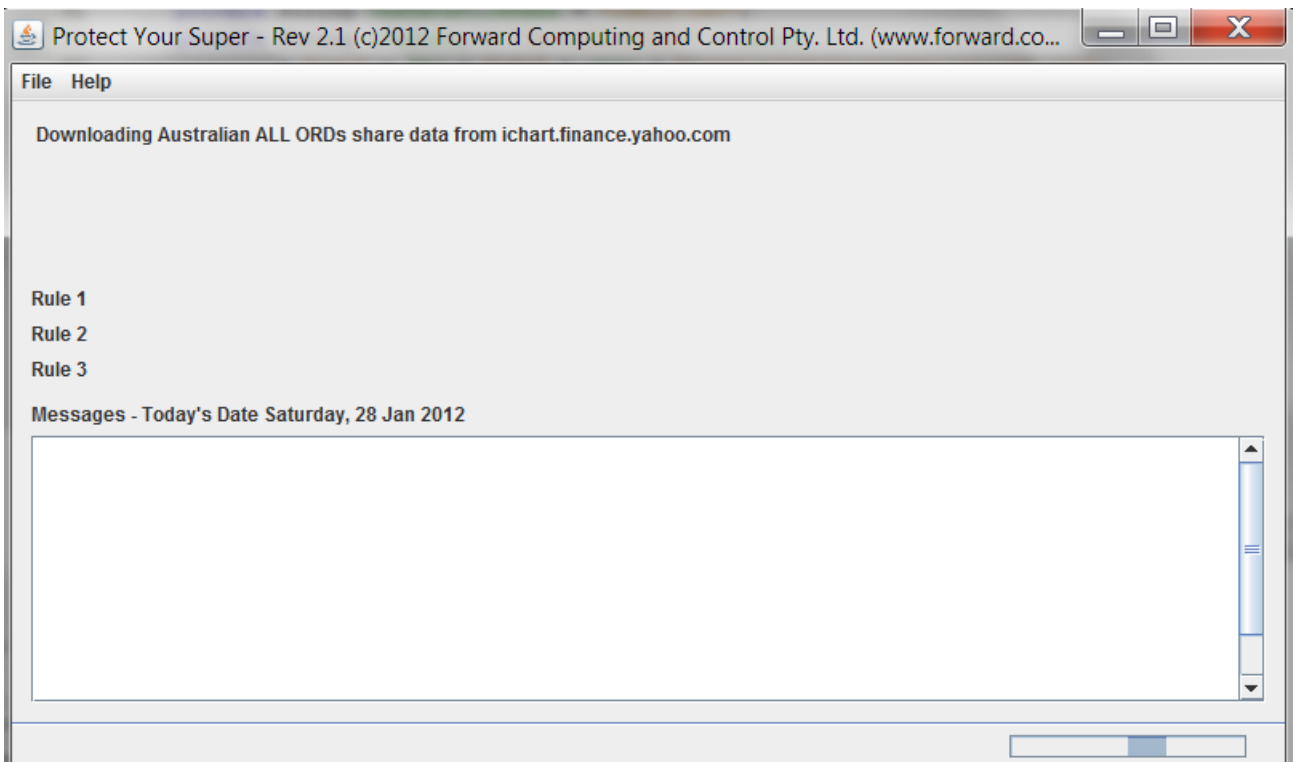 Protect Your Super - Rev 2.1 (c)2012 Forward Computing and Control Pty. Ltd. (www.forward.co...
File Help
Downloading Australian ALL ORDs share data from ichart.finance.yahoo.com
Rule 1
Rule 2
Rule 3
Messages - Today's Date Saturday, 28 Jan 2012